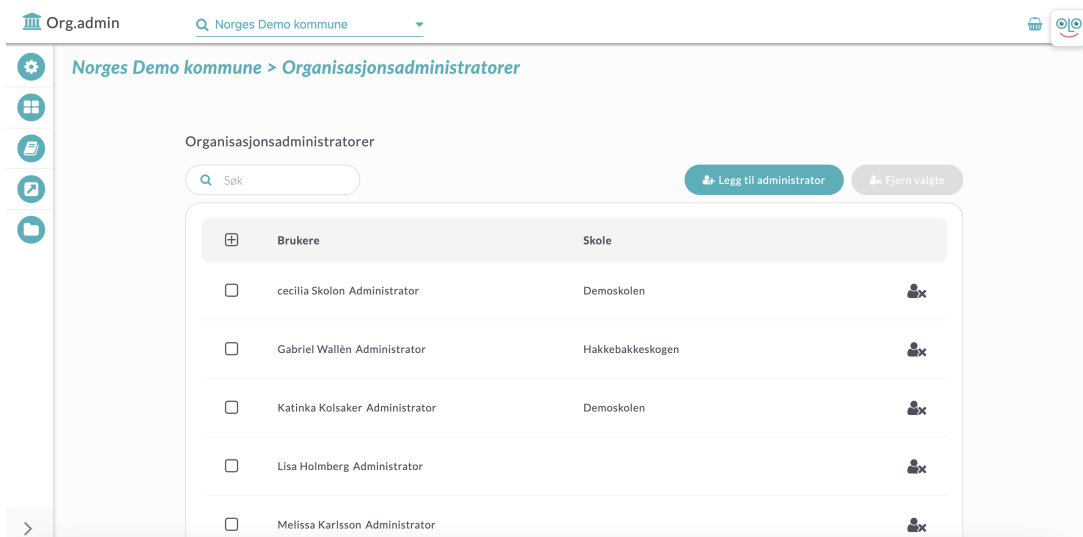 Org.admin
Norges Demo kommune
Norges Demo kommune > Organisasjonsadministratorer
Organisasjonsadministratorer
Søk
Legg til administrator
Fjern valgte
Brukere Skole
cecilia Skolon Administrator Demoskolen
Gabriel Wallèn Administrator Hakkebakkeskogen
Katinka Kolsaker Administrator Demoskolen
Lisa Holmberg Administrator
Melissa Karlsson Administrator